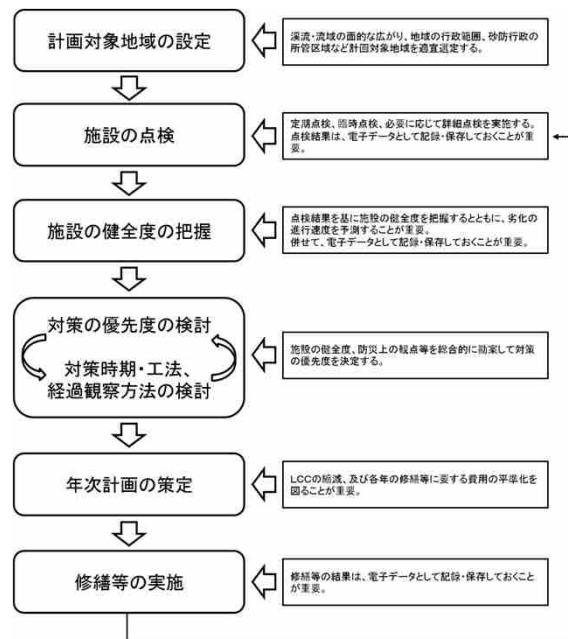 計画対象地域の設定
渓流・流域の面的な広がり、地域の行政範囲、砂防行政の
所管区域など計画対象地域を適宜選定する。
施設の点検
定期点検、臨時点検、必要に応じて詳細点検を実施する。
点検結果は、電子データとして記録・保存しておくことが重
要。
施設の健全度の把握
点検結果を基に施設の健全度を把握するとともに、劣化の
進行速度を予測することが重要。
併せて、電子データとして記録・保存しておくことが重要。
対策の優先度の検討
対策時期・工法、
経過観察方法の検討
施設の健全度、防災上の観点等を総合的に勘案して対策
の優先度を決定する。
年次計画の策定
LCCの縮減、及び各年の修繕等に要する費用の平準化を
図ることが重要。
修繕等の実施
修繕等の結果は、電子データとして記録・保存しておくこと
が重要。